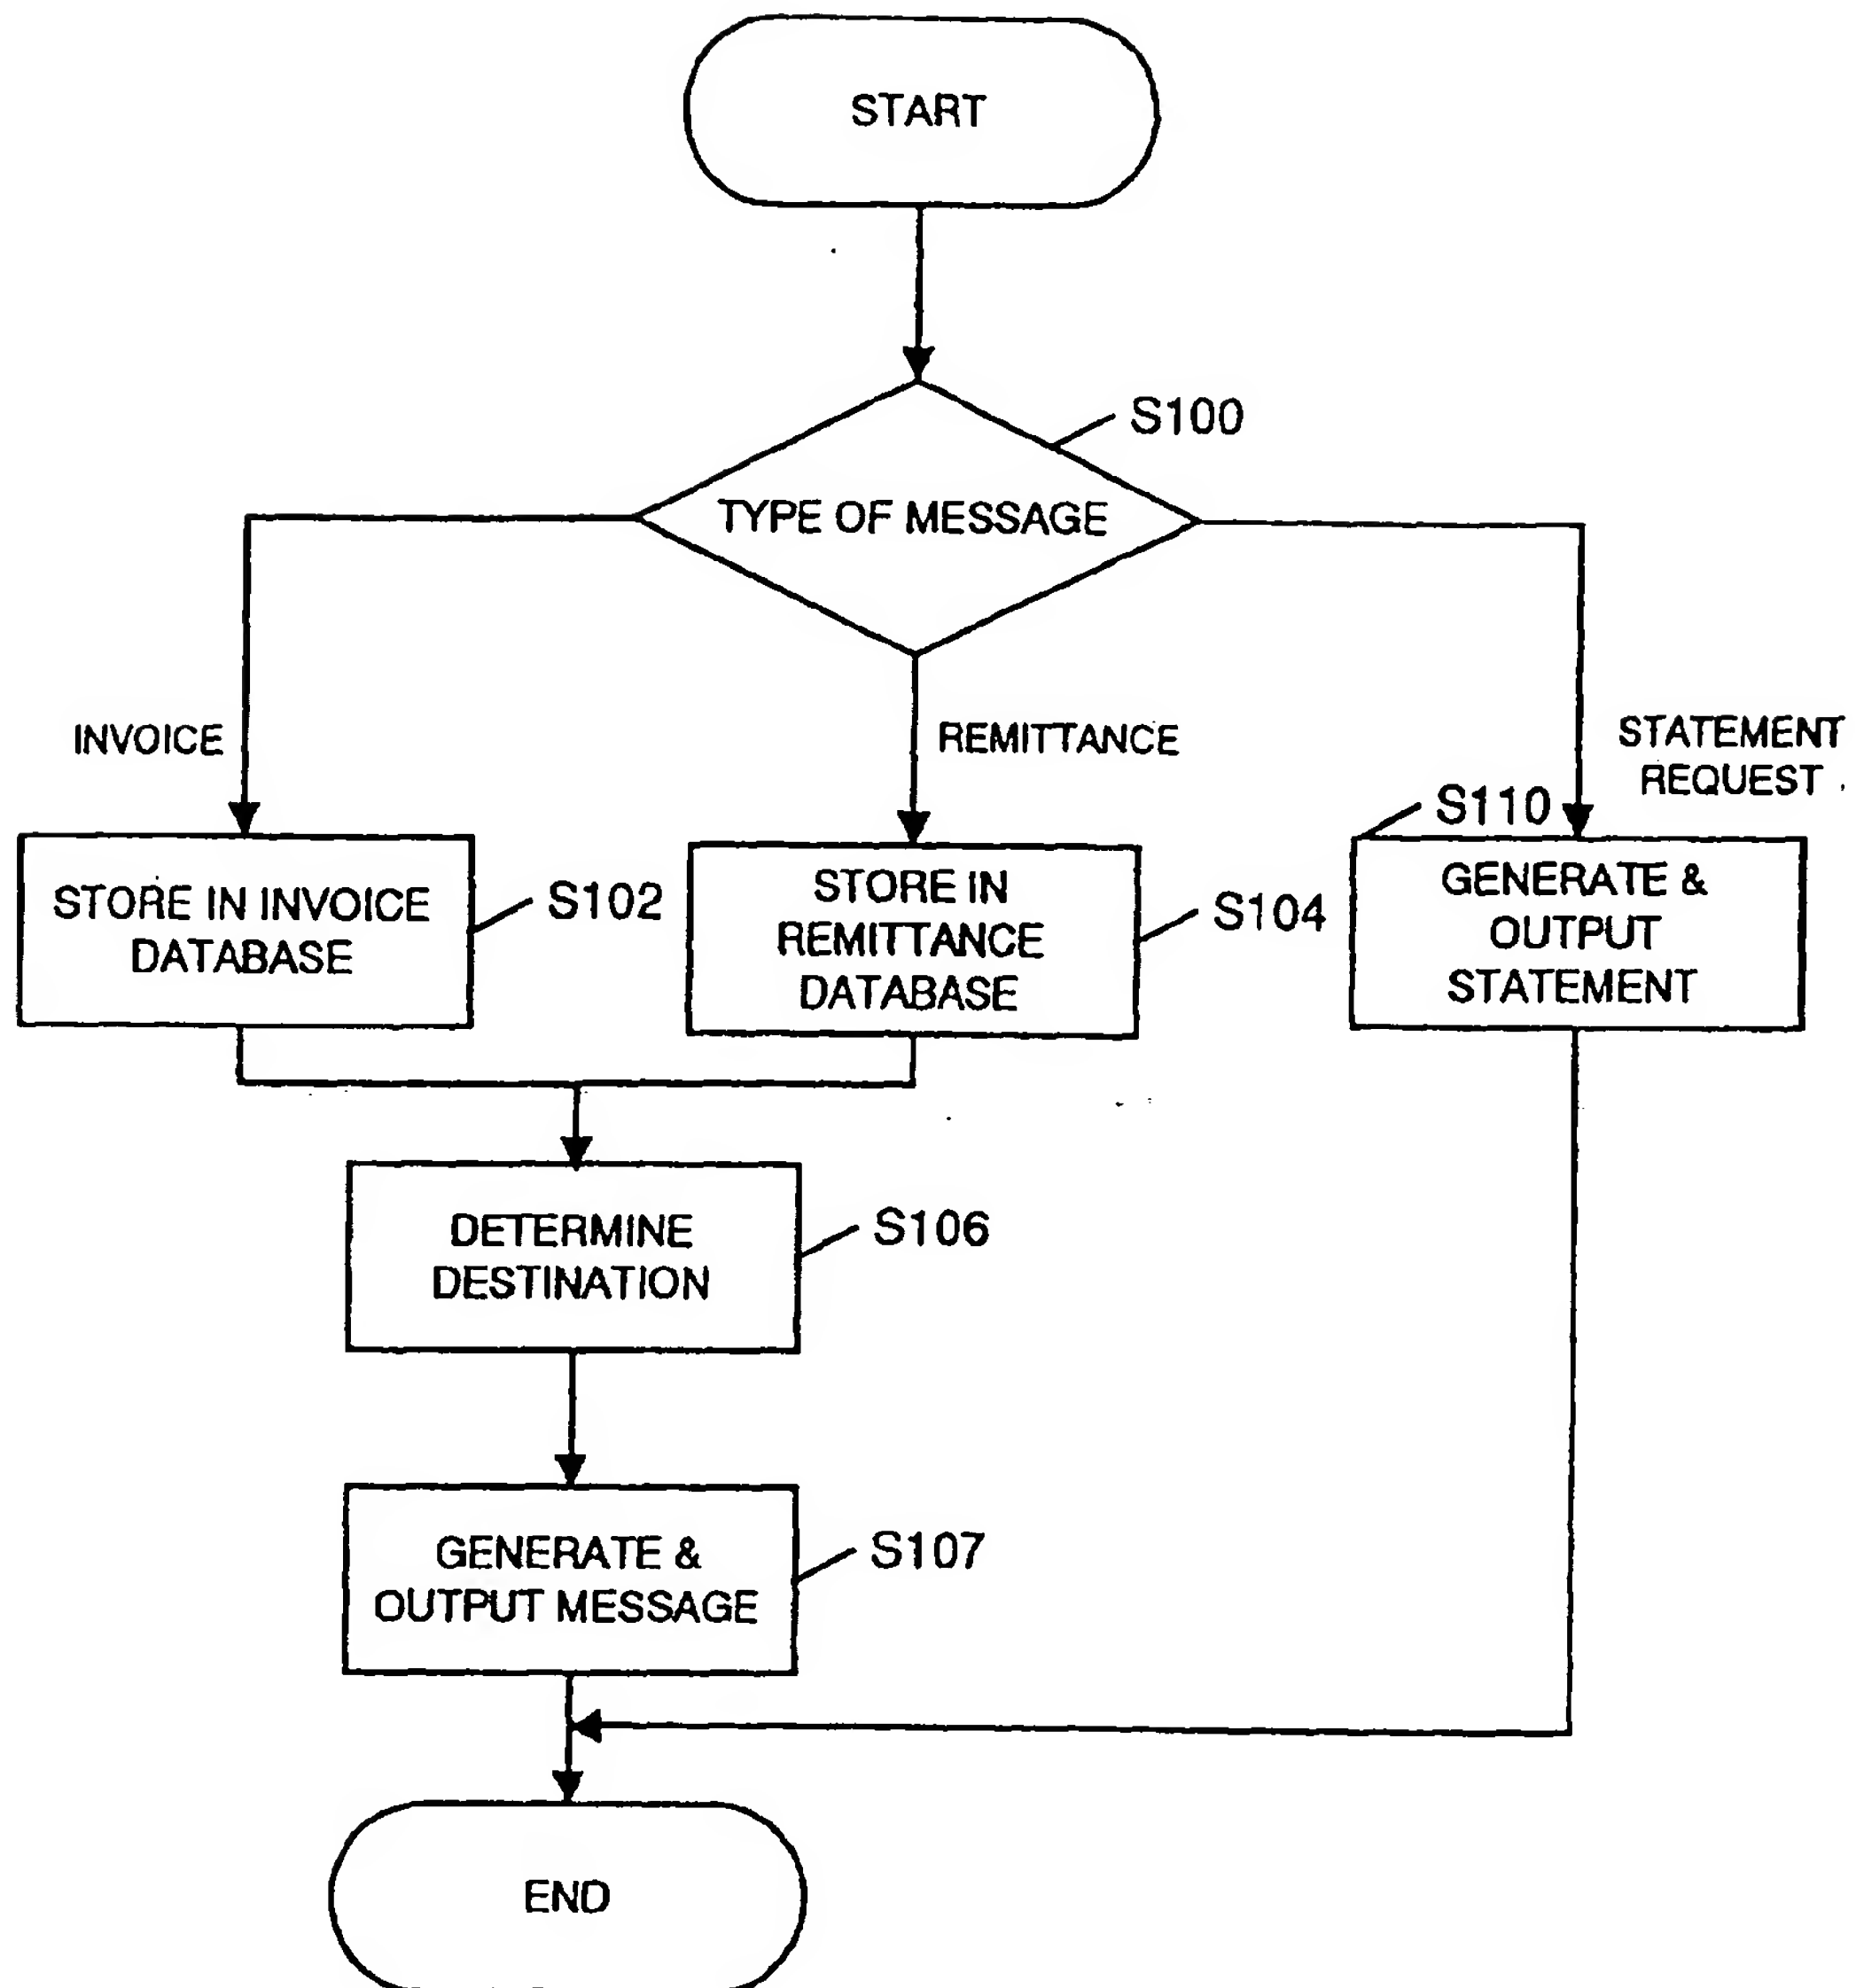 START
S100
TYPE OF MESSAGE
INVOICE
REMITTANCE
STATEMENT
REQUEST
S110
STORE IN INVOICE
DATABASE
S102
STORE IN
REMITTANCE
DATABASE
S104
GENERATE &
OUTPUT
STATEMENT
DETERMINE
DESTINATION
S106
GENERATE &
OUTPUT MESSAGE
S107
END